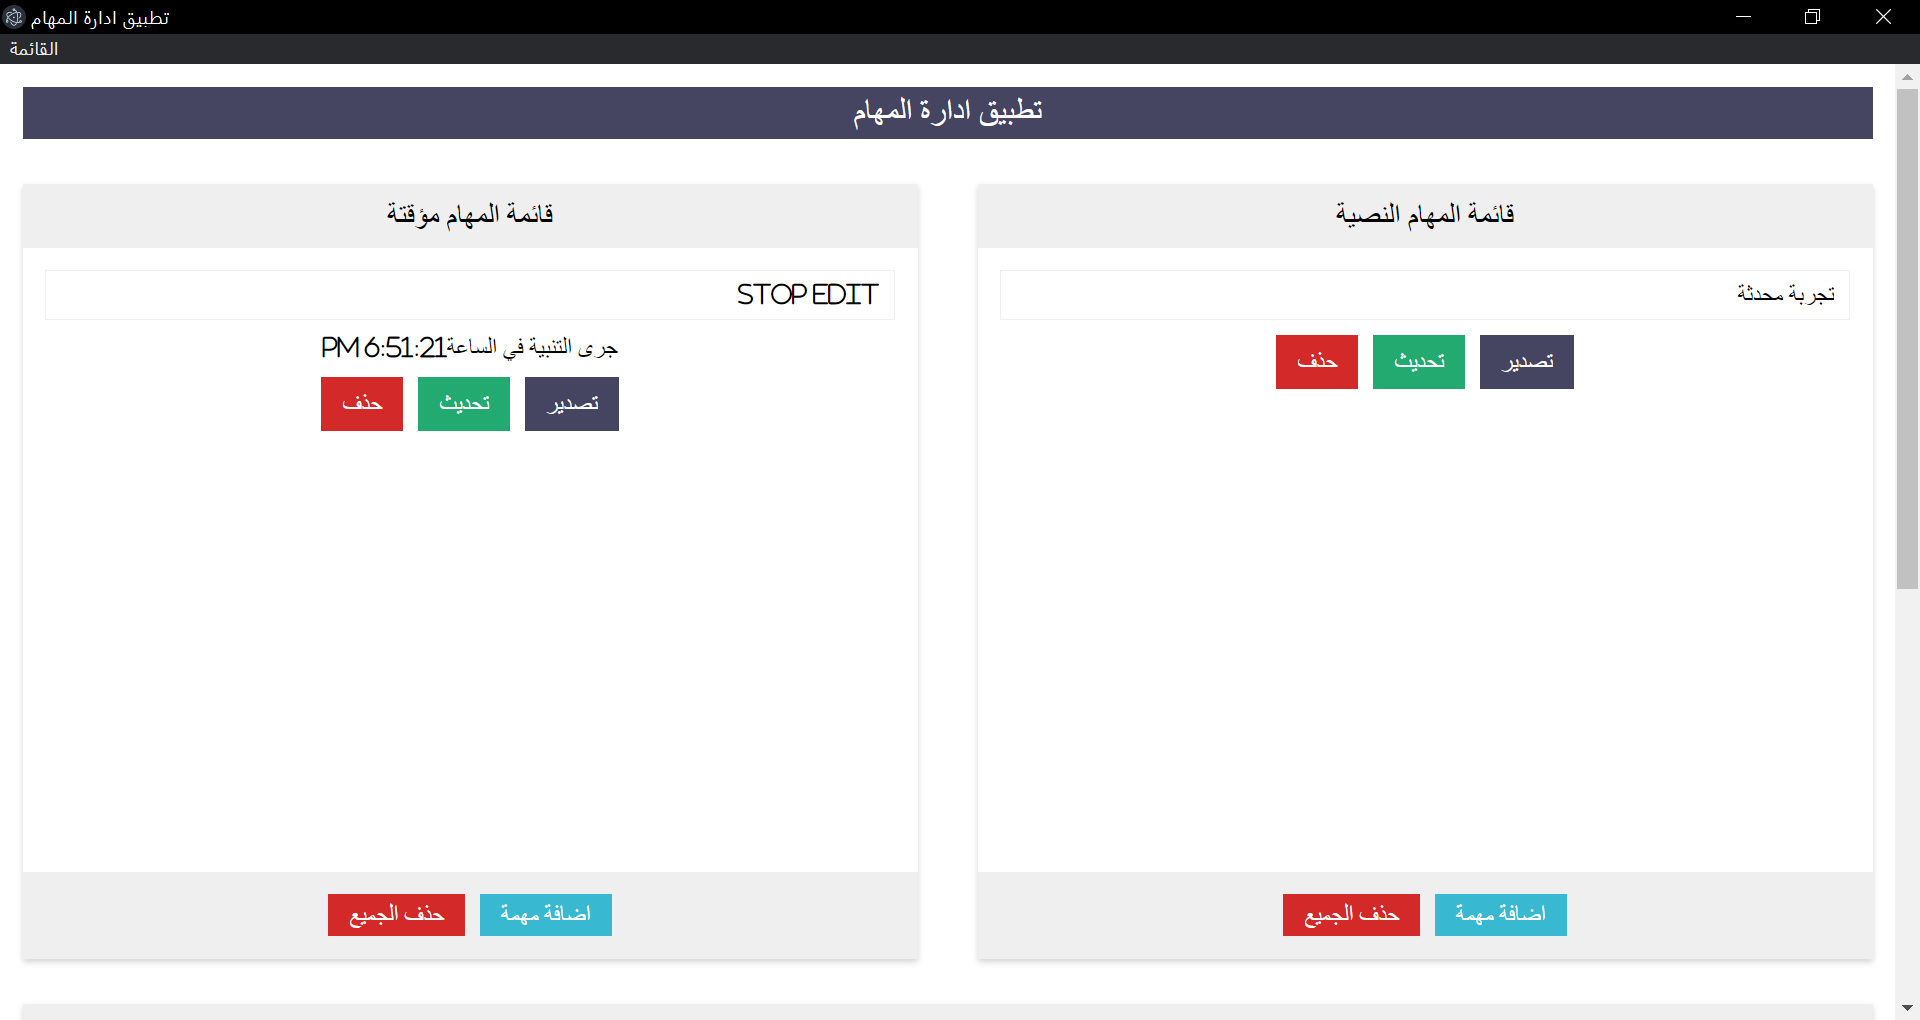 تطبيق ادارة المهام
القائمة
تطبيق ادارة المهام
قائمة المهام النصية
تجربة محدثة
تصدير
تحديث
حذف
اضافة مهمة
حذف الجميع
قائمة المهام مؤقتة
STOP EDIT
جرى التنبية في الساعة6:51:21 PM
تصدير
تحديث
حذف
اضافة مهمة
حذف الجميع